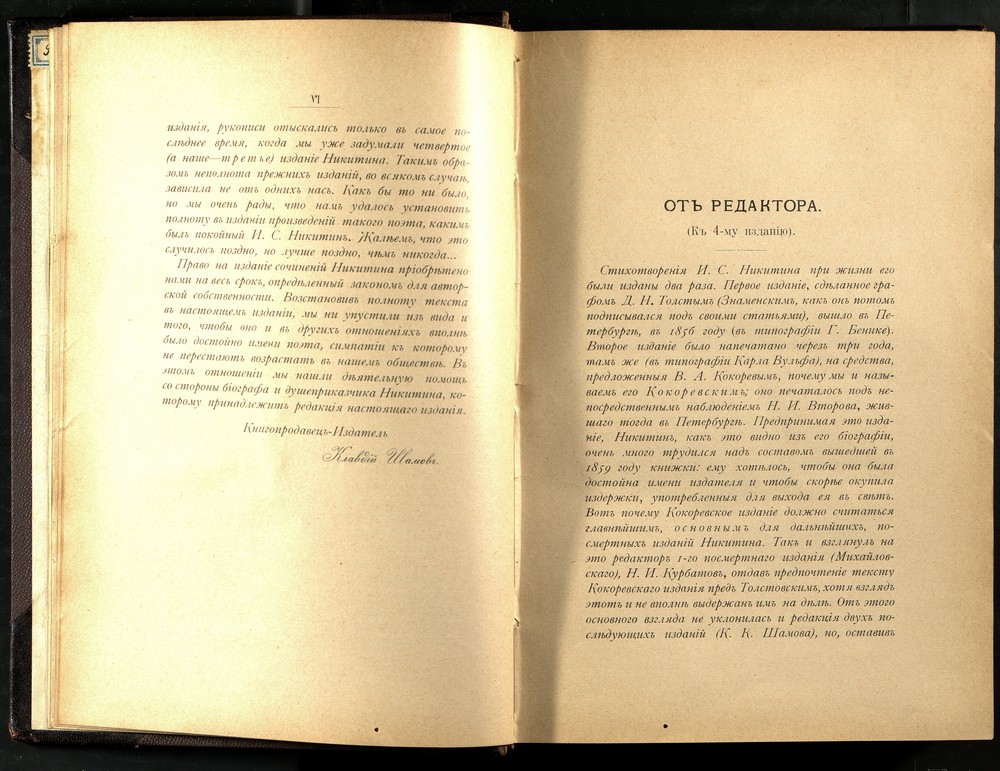 VI
изданія, рукописи отыскались только въ самое по-
слѣднее время, когда мы уже задумали четвертое
(а наше—третье) изданіе Никитина. Такимъ обра-
зомъ неполнота прежнихъ изданій, во всякомъ случаѣ,
зависила не отъ однихъ насъ. Какъ бы то ни было,
но мы очень рады, что намъ удалось установить
полноту въ изданіи произведеній такого поэта, какимъ
былъ покойный И. С. Никитинъ. Жалѣемъ, что это
случилось поздно, но лучше поздно, чѣмъ никогда...
Право на изданіе сочиненій Никитина пріобрѣтено
нами на весь срокъ, опредѣленный закономъ для автор-
ской собственности. Возстановивъ полноту текста
въ настоящемъ изданіи, мы ни упустили изъ вида и
того, чтобы оно и въ другихъ отношеніяхъ вполнѣ
было достойно имени поэта, симпатіи къ которому
не перестаютъ возрастать въ нашемъ обществѣ. Въ
этомъ отношеніи мы нашли дѣятельную помощь
со стороны біографа и душеприказчика Никитина, ко-
торому принадлежитъ редакція настоящаго изданія.
Книгопродавецъ-Издатель
Клавдій Шамовъ.
ОТЪ РЕДАКТОРА.
(Къ 4-му изданію).
Стихотворенія И. С. Никитина при жизни его
были изданы два раза. Первое изданіе, сдѣланное гра-
фомъ Д. Н. Толстымъ (Знаменскимъ, какъ онъ потомъ
подписывался подъ своими статьями), вышло въ Пе-
тербургѣ, въ 1856 году (въ типографіи Г. Бенике).
Второе изданіе было напечатано черезъ три года,
тамъ же (въ типографіи Карла Вульфа), на средства,
предложенныя В. А. Кокоревымъ, почему мы и назы-
ваемъ его Кокоревскимъ; оно печаталось подъ не-
посредственнымъ наблюденіемъ Н. И. Второва, жив-
шаго тогда въ Петербургѣ. Предпринимая это изда-
ніе, Никитинъ, какъ это видно изъ его біографіи,
очень много трудился надъ составомъ вышедшей въ
1859 году книжки: ему хотѣлось, чтобы она была
достойна имени издателя и чтобы скорѣе окупила
издержки, употребленныя для выхода ея въ свѣтъ.
Вотъ почему Кокоревское изданіе должно считаться
главнѣйшимъ, основнымъ для дальнѣйшихъ, по-
смертныхъ изданій Никитина. Такъ и взглянулъ на
это редакторъ 1-го посмертнаго изданія (Михайлов-
скаго), Н. И. Курбатовъ, отдавъ предпочтеніе тексту
Кокоревскаго изданія предъ Толстовскимъ, хотя взглядъ
этотъ и не вполнѣ выдержанъ имъ на дѣлѣ. Отъ этого
основного взгляда не уклонилась и редакція двухъ по-
слѣдующихъ изданій (К. К. Шамова), но, оставивъ